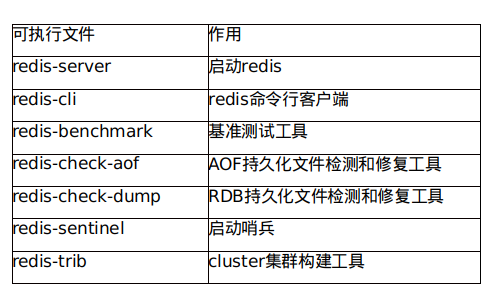 可执行文件 作用
redis-server 启动redis
redis-cli redis命令行客户端
redis-benchmark 基准测试工具
redis-check-aof AOF持久化文件检测和修复工具
redis-check-dump RDB持久化文件检测和修复工具
redis-sentinel 启动哨兵
redis-trib cluster集群构建工具